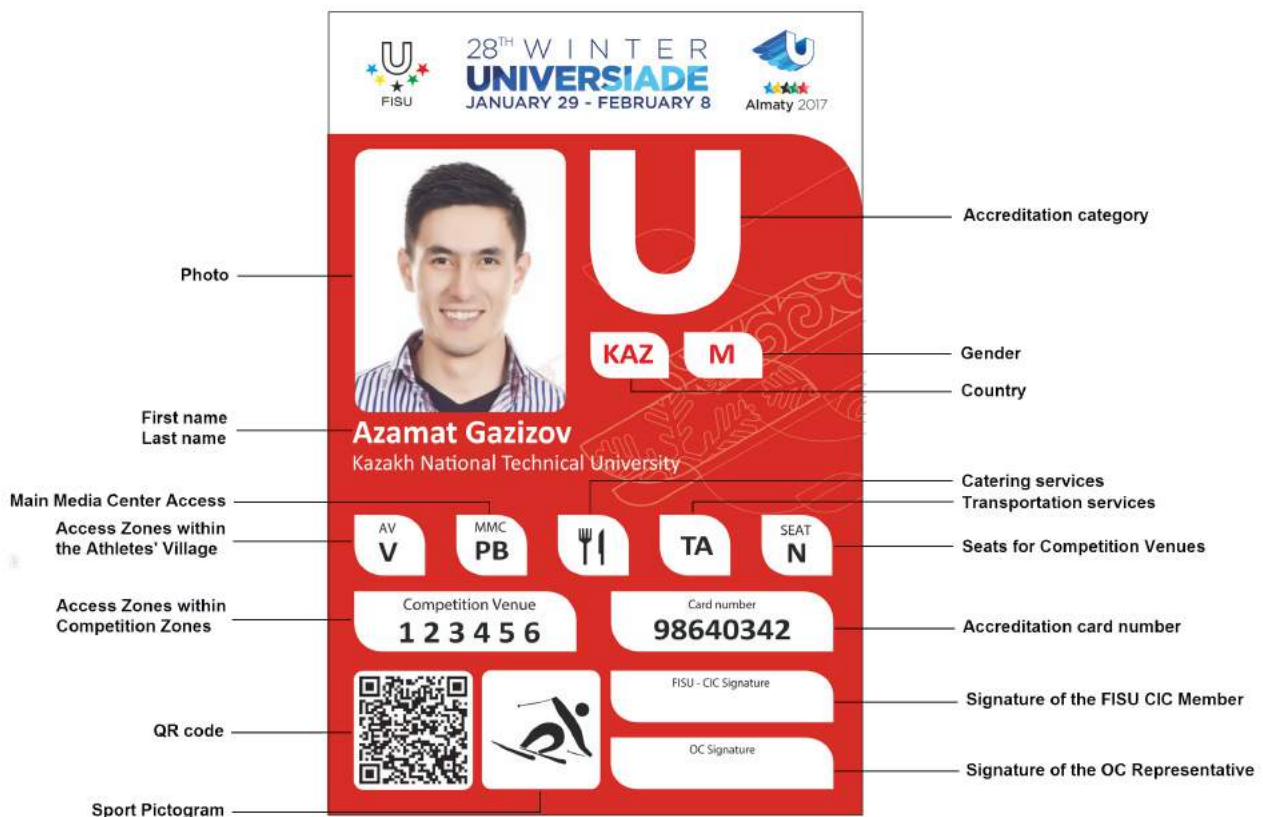 28TH WINTER
UNIVERSIADE
JANUARY 29 - FEBRUARY 8
U
FISU
U
Almaty 2017
U
Accreditation category
Photo
KAZ
M
Gender
Country
First name
Last name
Azamat Gazizov
Kazakh National Technical University
Catering services
Transportation services
Main Media Center Access
Access Zones within
the Athletes' Village
AV
V
MMC
PB
TA
SEAT
N
Seats for Competition Venues
Access Zones within
Competition Zones
Competition Venue
1 2 3 4 5 6
Card number
98640342
Accreditation card number
FISU - CIC Signature
Signature of the FISU CIC Member
QR code
OC Signature
Signature of the OC Representative
Sport Pictogram